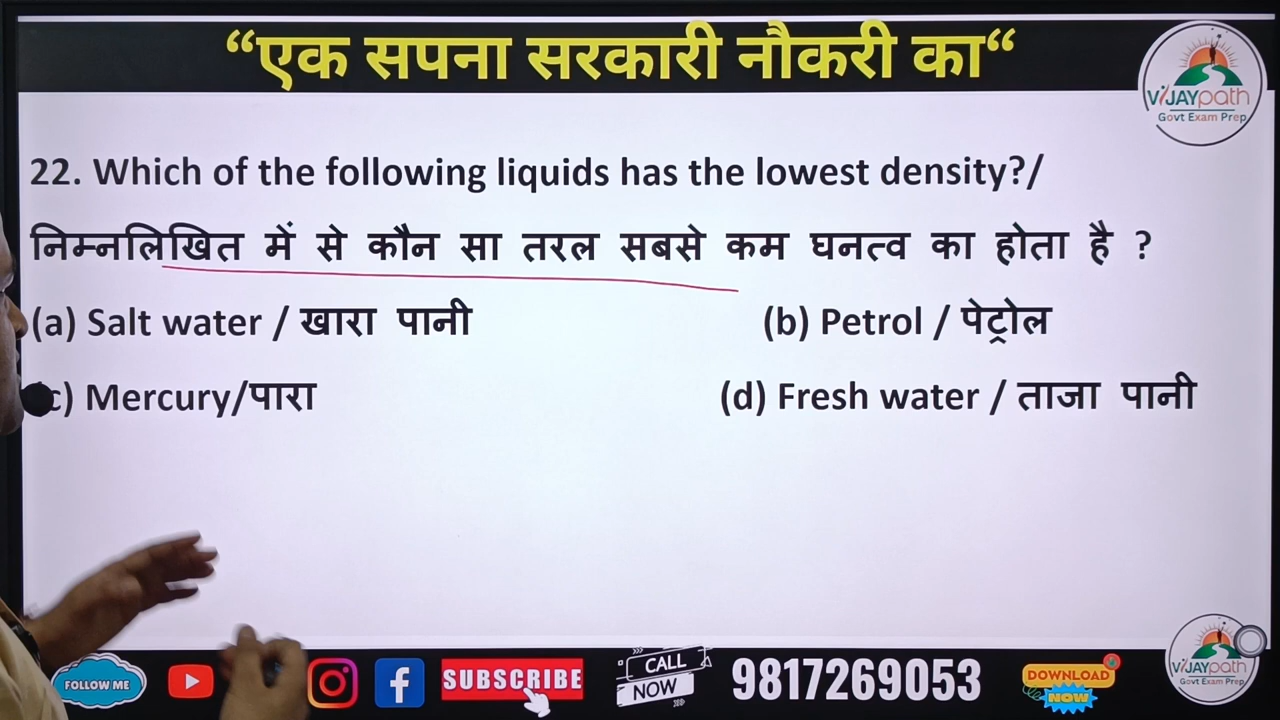 “एक सपना सरकारी नौकरी का“
VIJAYpath
Govt Exam Prep
22. Which of the following liquids has the lowest density?/
निम्नलिखित में से कौन सा तरल सबसे कम घनत्व का होता है ?
(a) Salt water / खारा पानी (b) Petrol / पेट्रोल
c) Mercury/पारा (d) Fresh water / ताजा पानी
FOLLOW ME
SUBSCRIBE
CALL
NOW
9817269053
DOWNLOAD
NOW
VIJAYpath
Govt Exam Prep